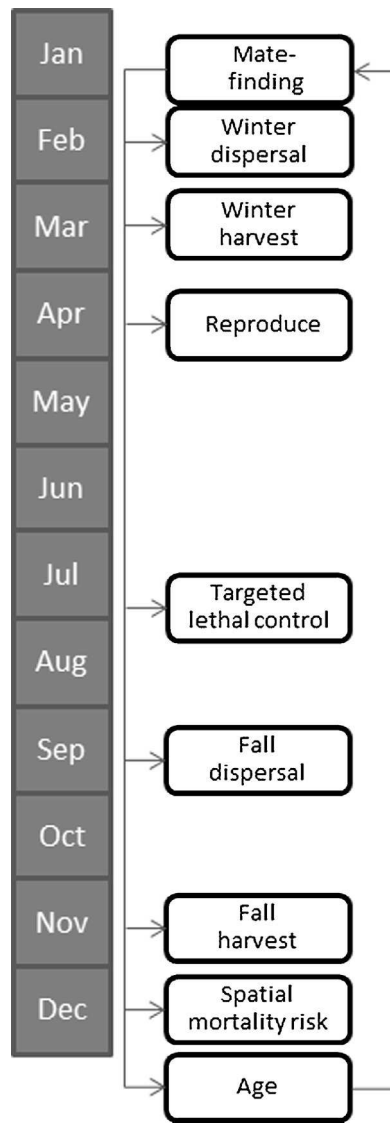 Jan
Feb
Mar
Apr
May
Jun
Jul
Aug
Sep
Oct
Nov
Dec
Mate-
finding
Winter
dispersal
Winter
harvest
Reproduce
Targeted
lethal control
Fall
dispersal
Fall
harvest
Spatial
mortality risk
Age